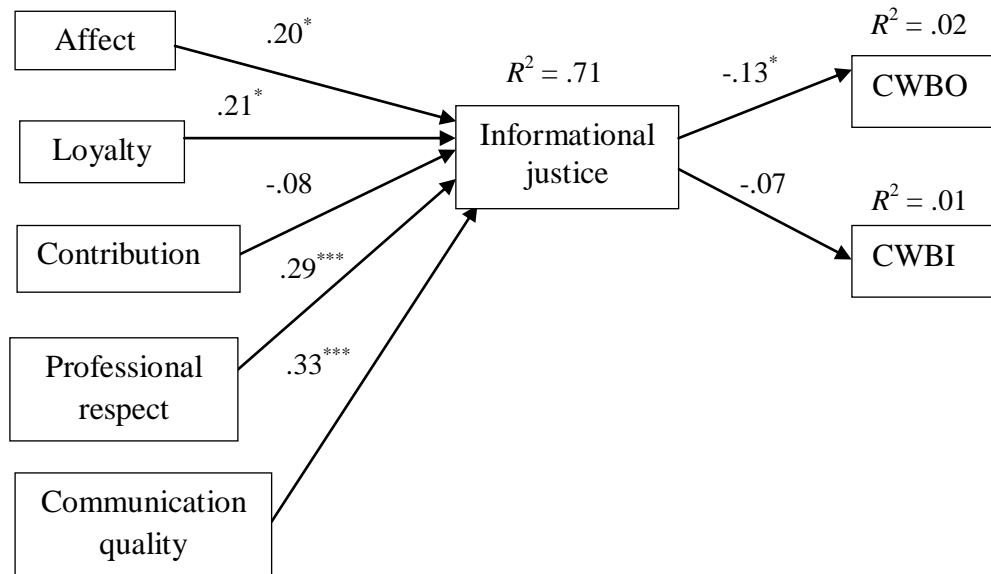 Affect
.20*
R² = .02
R² = .71
-.13*
CWBO
.21*
Loyalty
Informational
justice
-.08
-.07
R² = .01
Contribution
CWBI
.29***
Professional
respect
.33***
Communication
quality